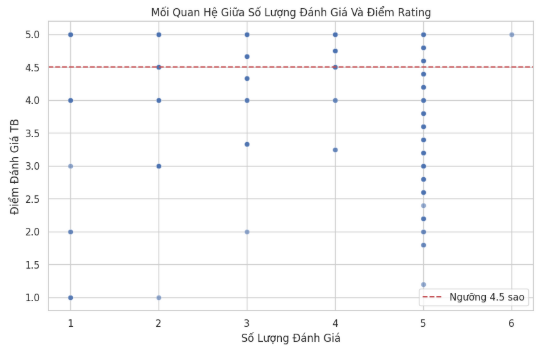 Mối Quan Hệ Giữa Số Lượng Đánh Giá Và Điểm Rating
Điểm Đánh Giá TB
5.0
4.5
4.0
3.5
3.0
2.5
2.0
1.5
1.0
Ngưỡng 4.5 sao
1 2 3 4 5 6
Số Lượng Đánh Giá